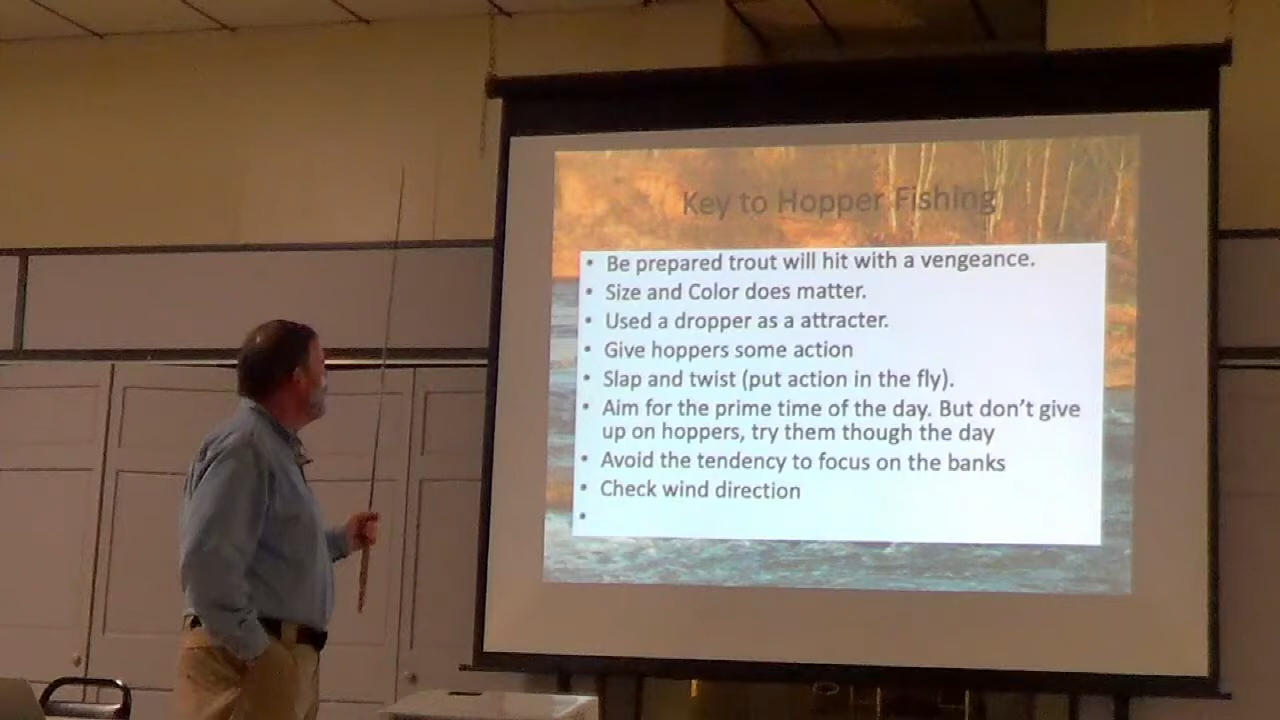 Key to Hopper Fishing
• Be prepared trout will hit with a vengeance.
• Size and Color does matter.
• Used a dropper as a attracter.
• Give hoppers some action
• Slap and twist (put action in the fly).
• Aim for the prime time of the day. But don't give
up on hoppers, try them though the day
• Avoid the tendency to focus on the banks
• Check wind direction
•